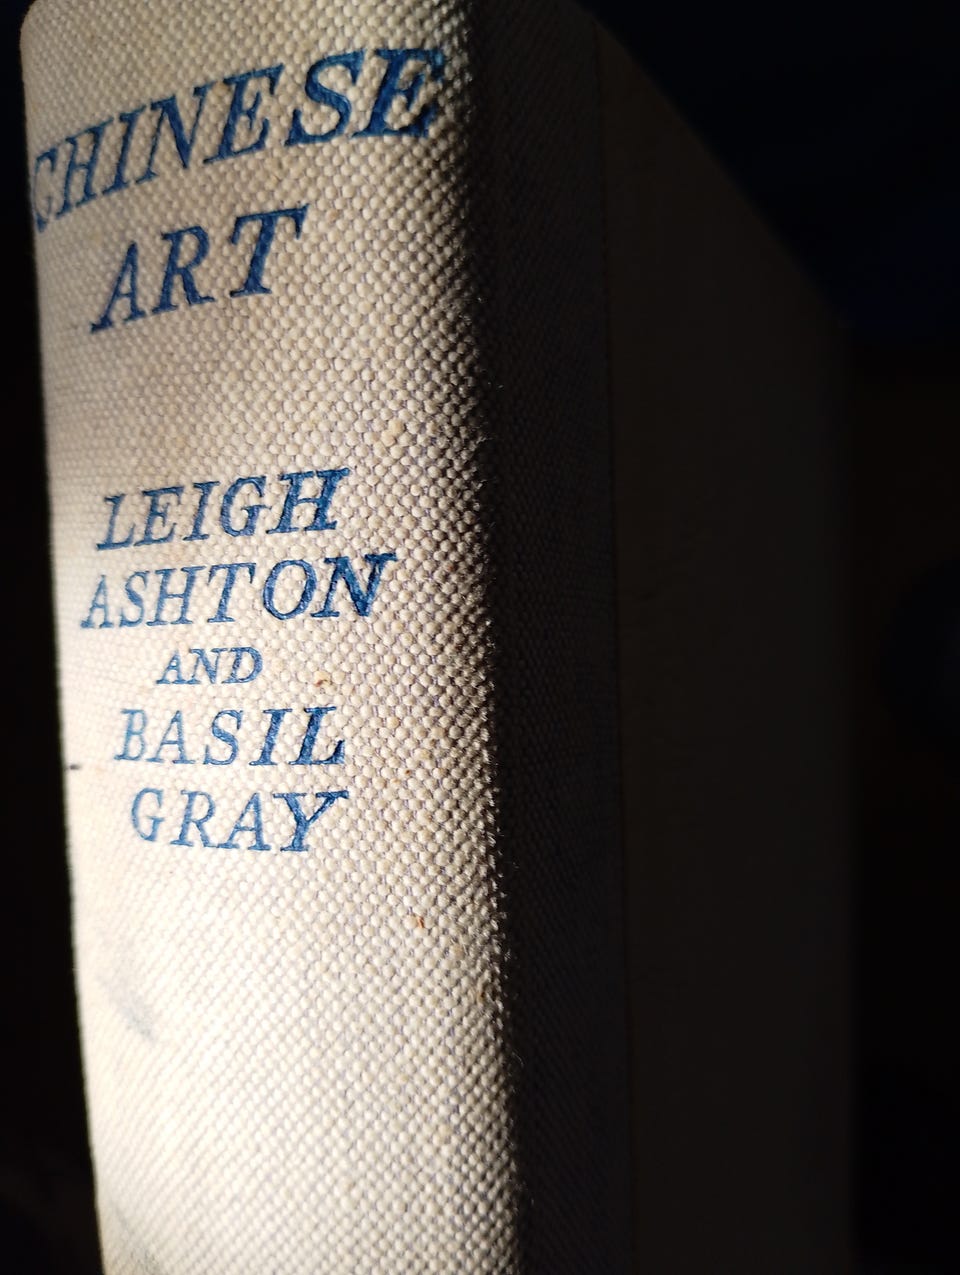 CHINESE
ART
LEIGH
ASHTON
AND
BASIL
GRAY